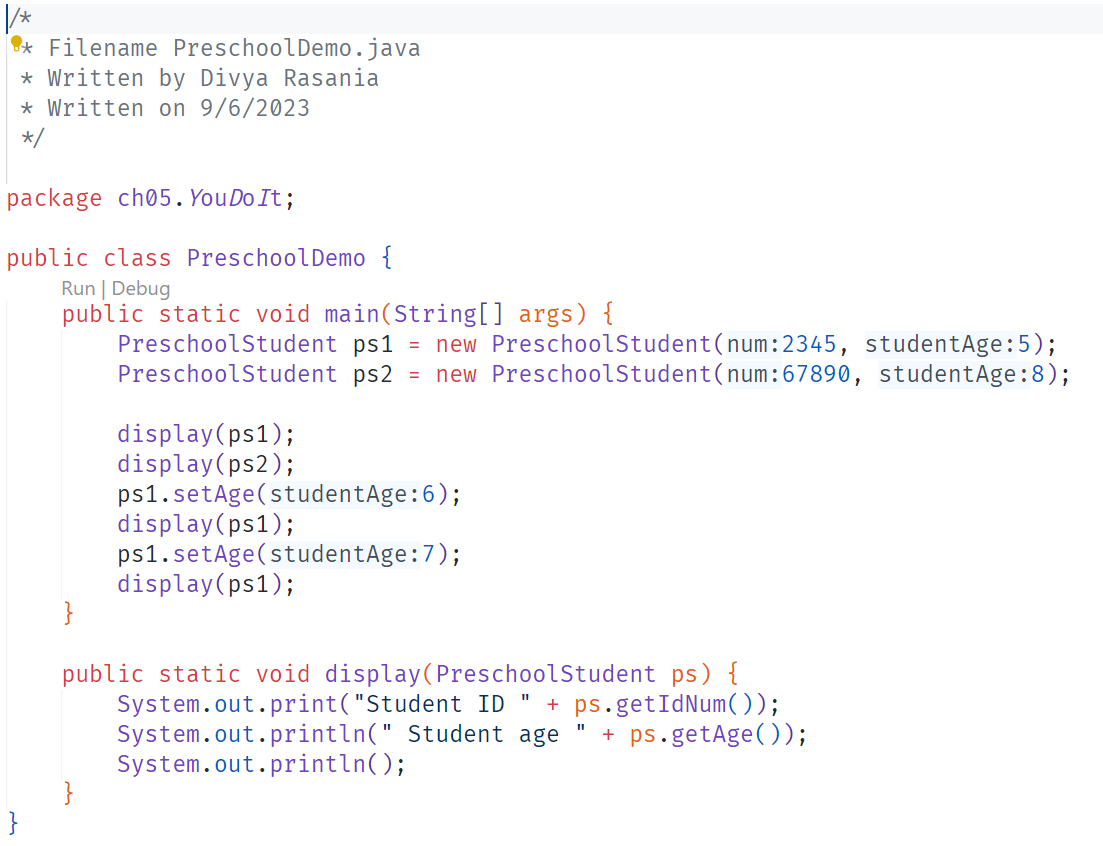 /*
* Filename PreschoolDemo.java
* Written by Divya Rasania
* Written on 9/6/2023
*/
package ch05.YouDoIt;
public class PreschoolDemo {
Run | Debug
public static void main(String[] args) {
PreschoolStudent ps1 = new PreschoolStudent(num:2345, studentAge:5);
PreschoolStudent ps2 = new PreschoolStudent(num:67890, studentAge:8);
display(ps1);
display(ps2);
ps1.setAge(studentAge:6);
display(ps1);
ps1.setAge(studentAge:7);
display(ps1);
}
public static void display(PreschoolStudent ps) {
System.out.print("Student ID " + ps.getIdNum());
System.out.println(" Student age " + ps.getAge());
System.out.println();
}
}